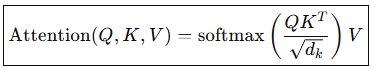 Attention(Q, K, V) = softmax(QK^T / √d_k) V